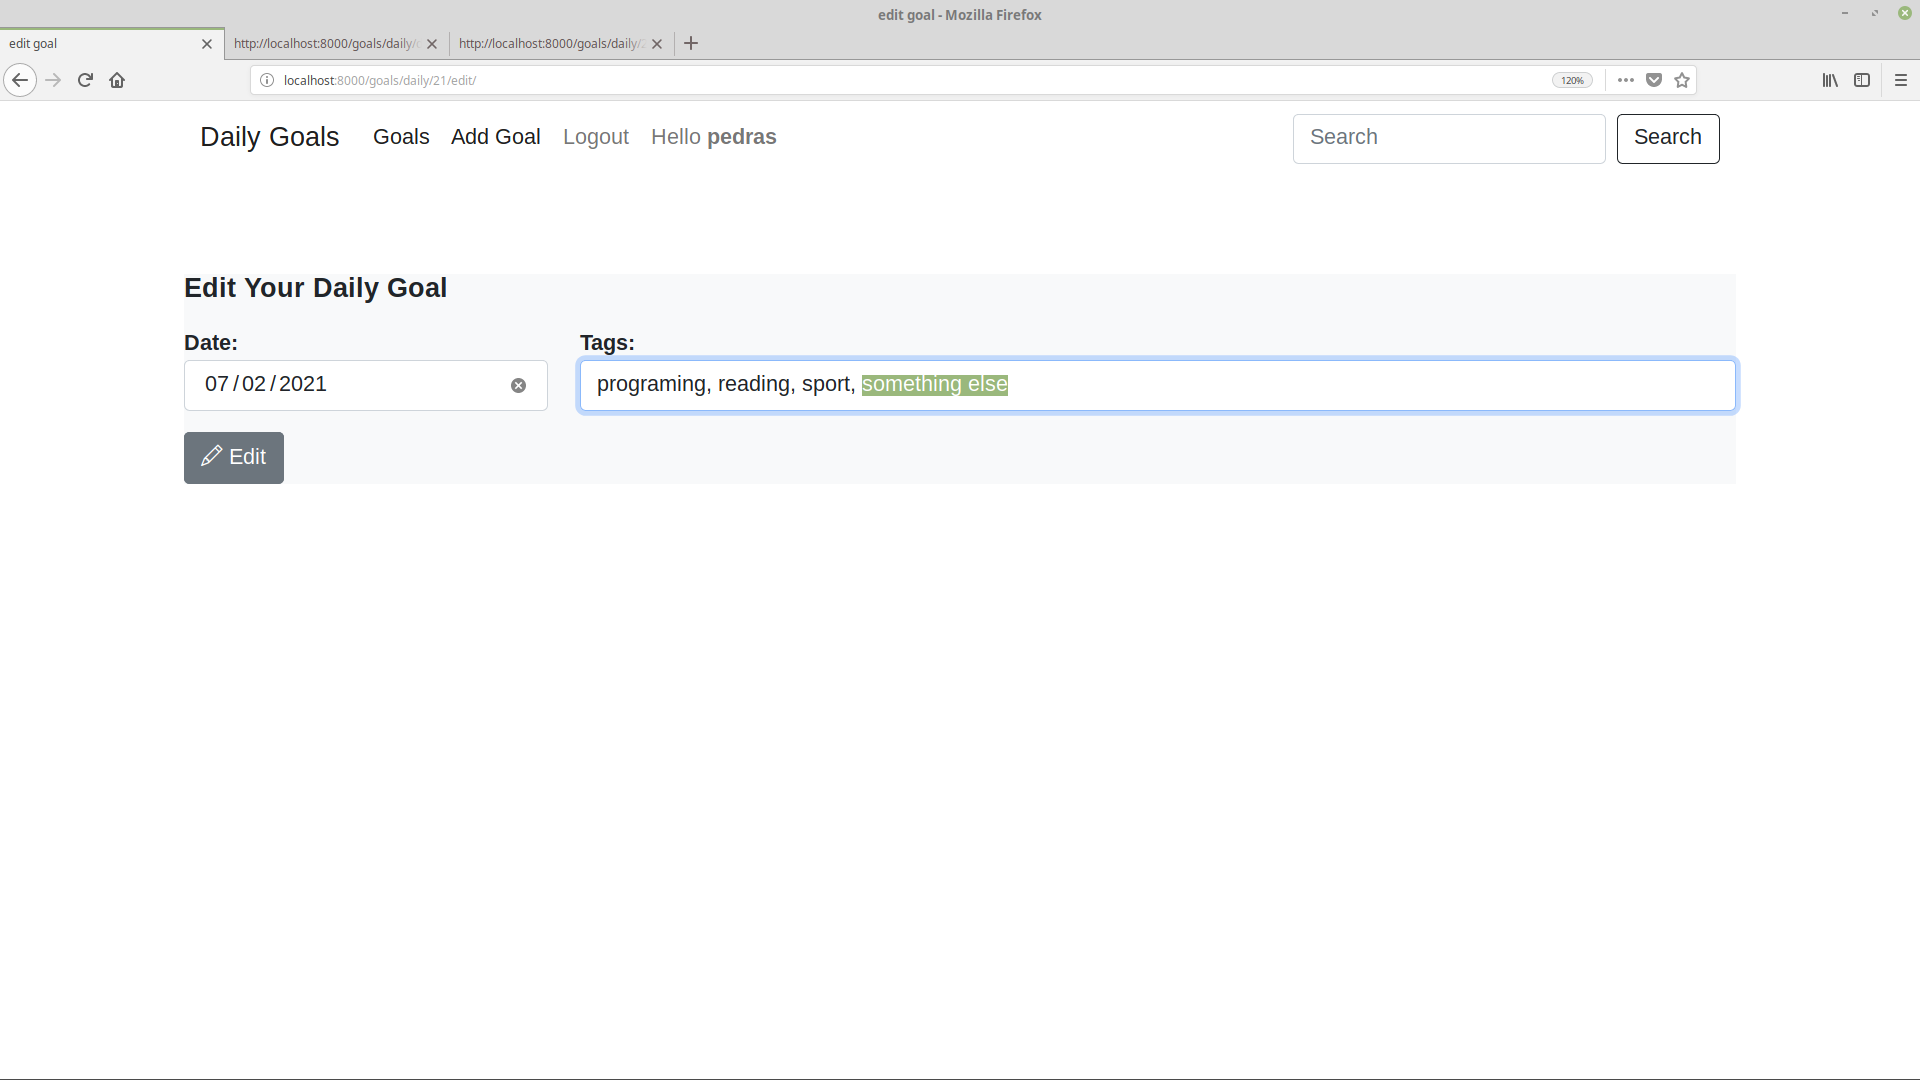 edit goal - Mozilla Firefox
edit goal
http://localhost:8000/goals/daily/
http://localhost:8000/goals/daily/
localhost:8000/goals/daily/21/edit/
120%
Daily Goals Goals Add Goal Logout Hello pedras Search Search
Edit Your Daily Goal
Date: Tags:
07/02/2021 programing, reading, sport, something else
Edit